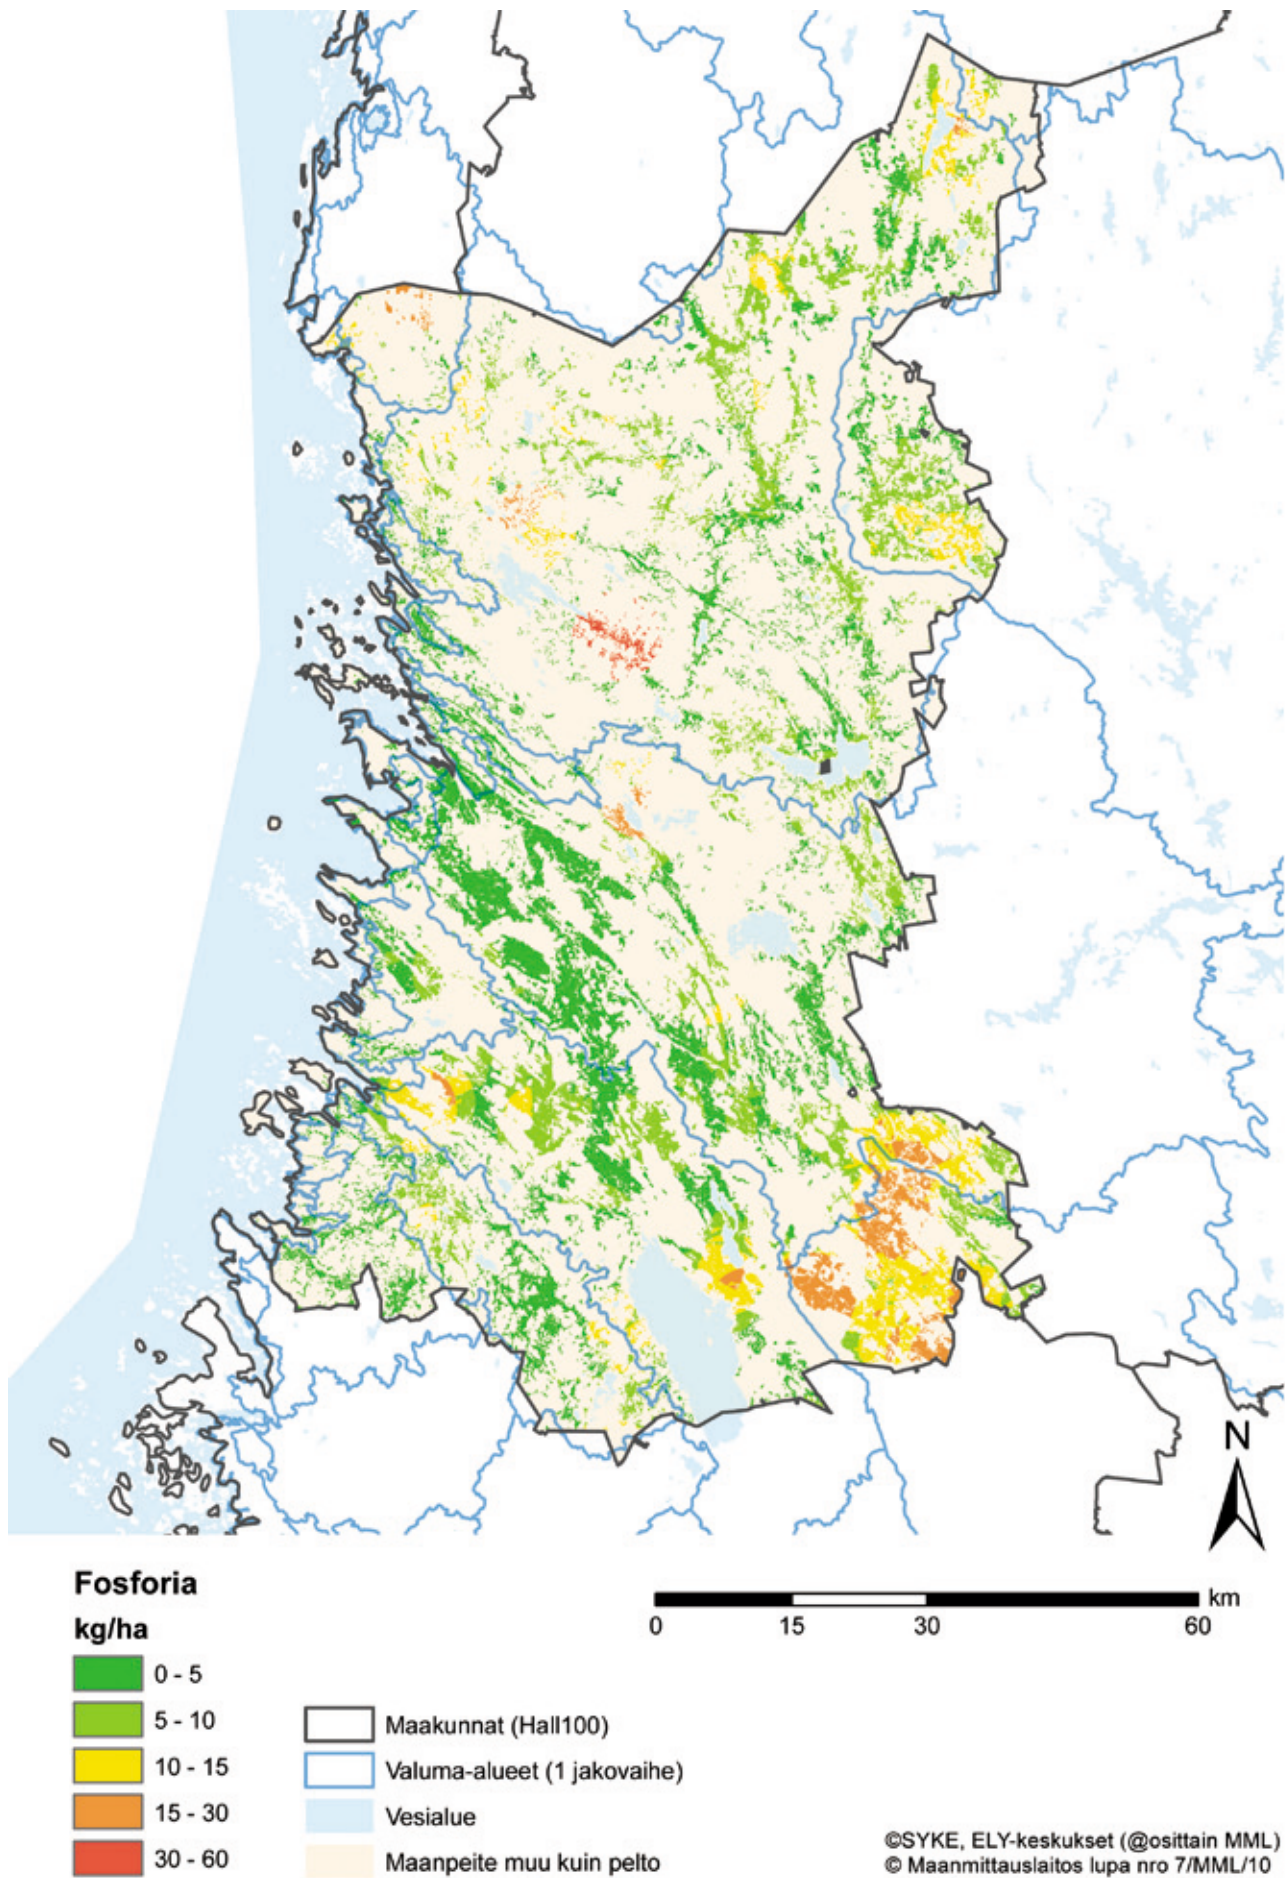 N
Fosforia
kg/ha
0 - 5
5 - 10
10 - 15
15 - 30
30 - 60
Maakunnat (Hall100)
Valuma-alueet (1 jakovaihe)
Vesialue
Maanpeite muu kuin pelto
km
0 15 30 60
©SYKE, ELY-keskukset (@osittain MML)
© Maanmittauslaitos lupa nro 7/MML/10